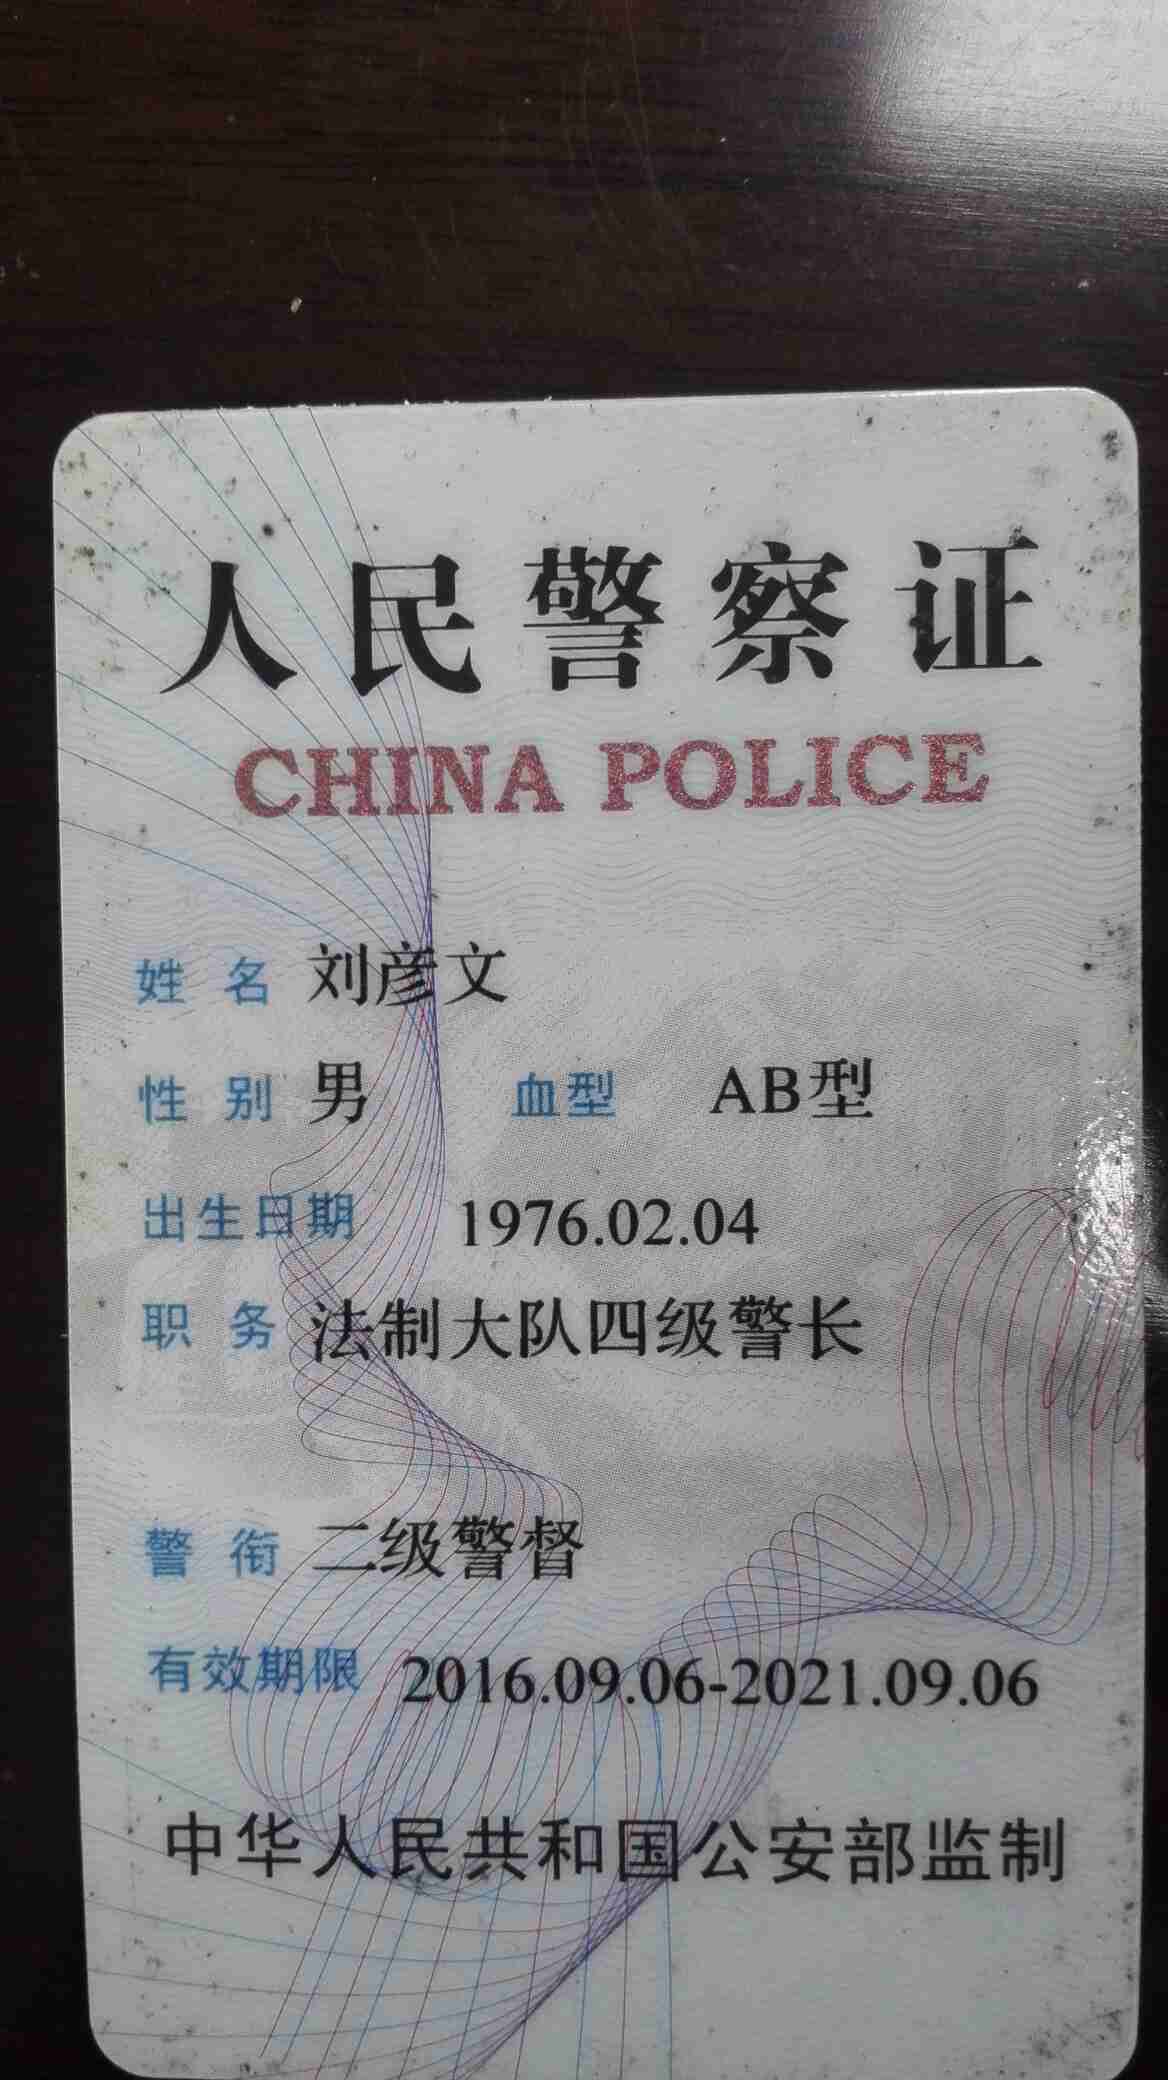 人民警察证
CHINA POLICE
姓 名 刘彦文
性 别 男 血型 AB型
出生日期 1976.02.04
职 务 法制大队四级警长
警 衔 二级警督
有效期限 2016.09.06-2021.09.06
中华人民共和国公安部监制